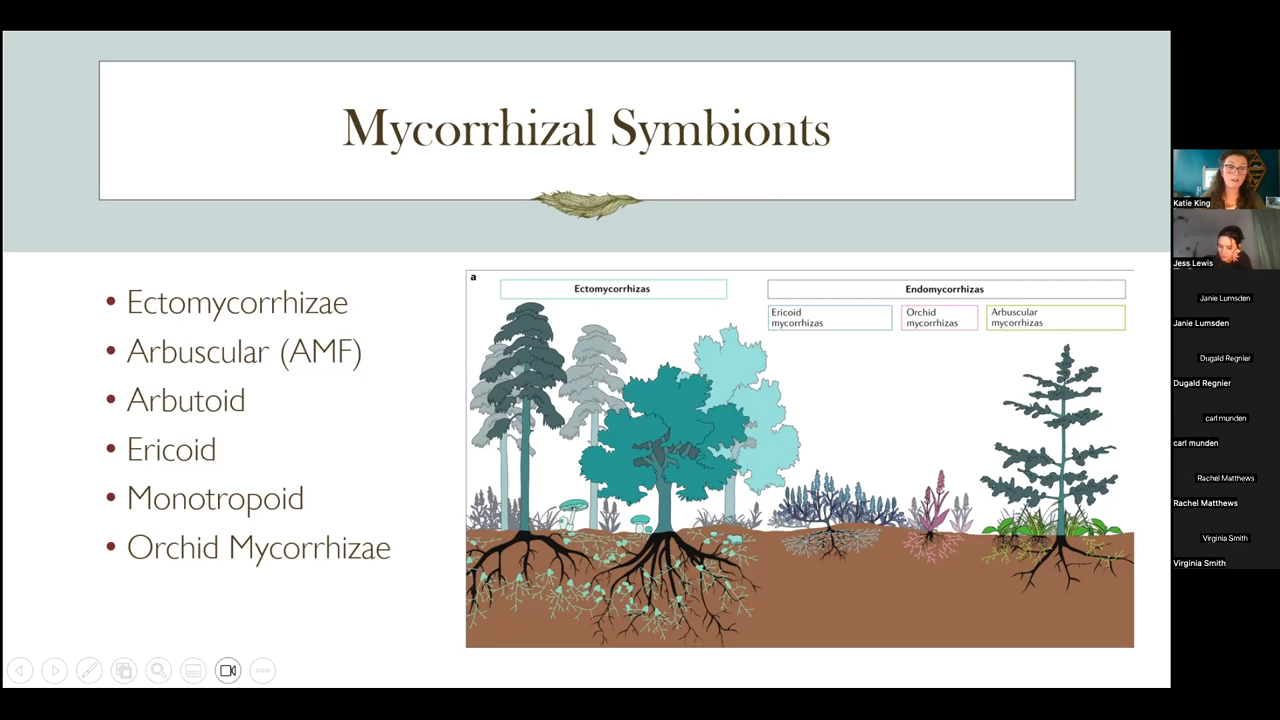 Mycorrhizal Symbionts
• Ectomycorrhizae
• Arbuscular (AMF)
• Arbutoid
• Ericoid
• Monotropoid
• Orchid Mycorrhizae
a
Ectomycorrhizas
Endomycorrhizas
Ericoid
mycorrhizas
Orchid
mycorrhizas
Arbuscular
mycorrhizas
Katie King
Jess Lewis
Janie Lumsden
Janie Lumsden
Dugald Regnier
Dugald Regnier
carl munden
carl munden
Rachel Matthews
Rachel Matthews
Virginia Smith
Virginia Smith